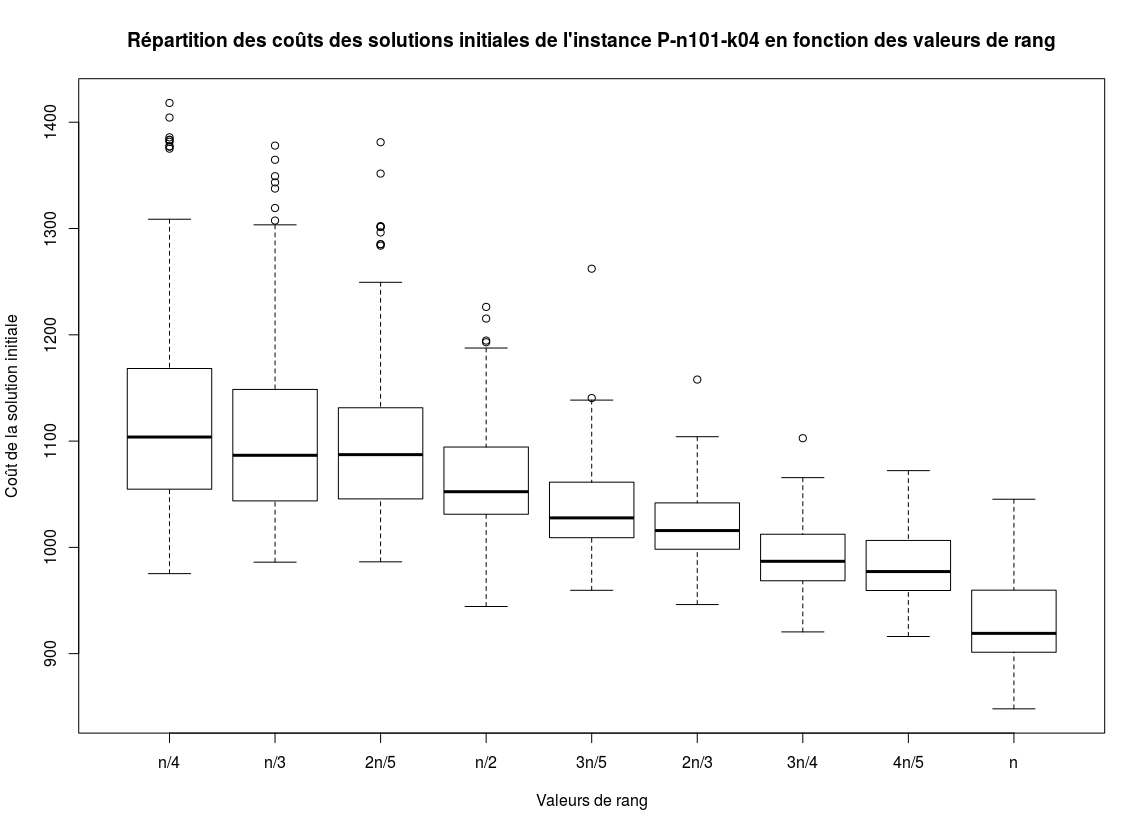 Répartition des coûts des solutions initiales de l'instance P-n101-k04 en fonction des valeurs de rang
Coût de la solution initiale
1400
1300
1200
1100
1000
900
n/4 n/3 2n/5 n/2 3n/5 2n/3 3n/4 4n/5 n
Valeurs de rang